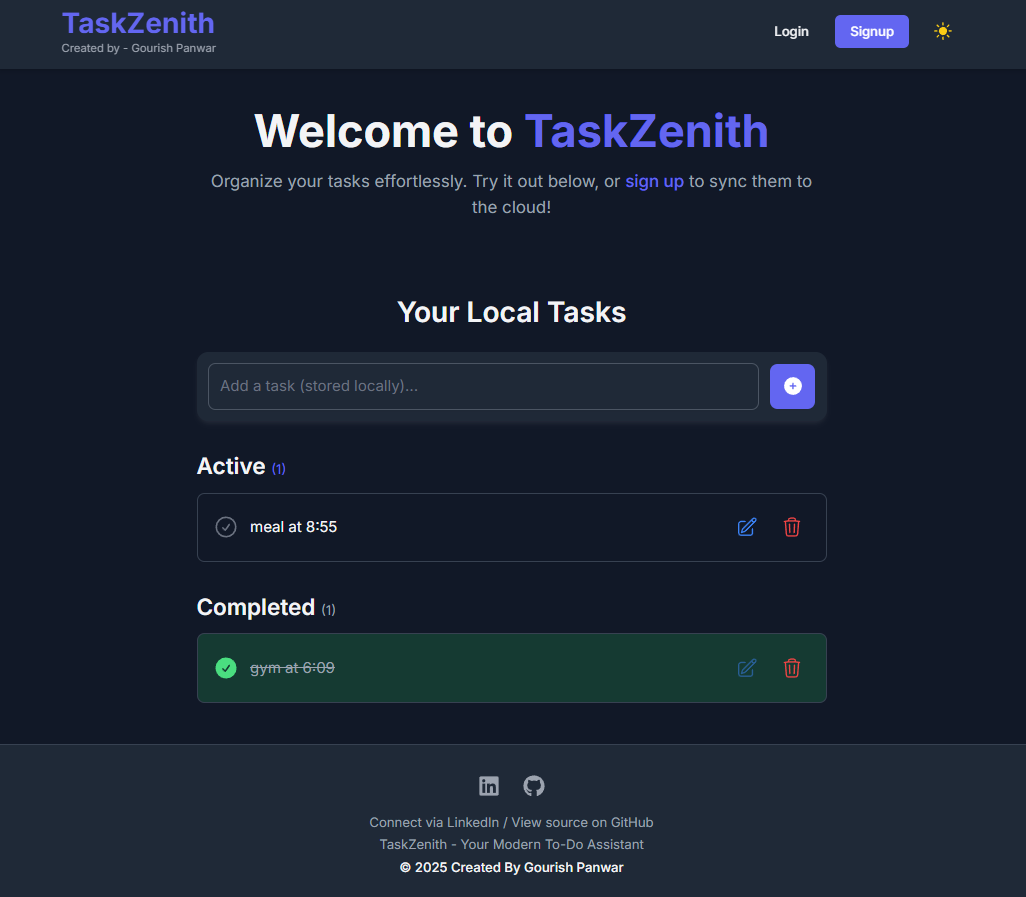 TaskZenith
Created by - Gourish Panwar
Login
Signup
Welcome to TaskZenith
Organize your tasks effortlessly. Try it out below, or sign up to sync them to
the cloud!
Your Local Tasks
Add a task (stored locally)...
Active (1)
meal at 8:55
Completed (1)
gym at 6:09
Connect via LinkedIn / View source on GitHub
TaskZenith - Your Modern To-Do Assistant
© 2025 Created By Gourish Panwar